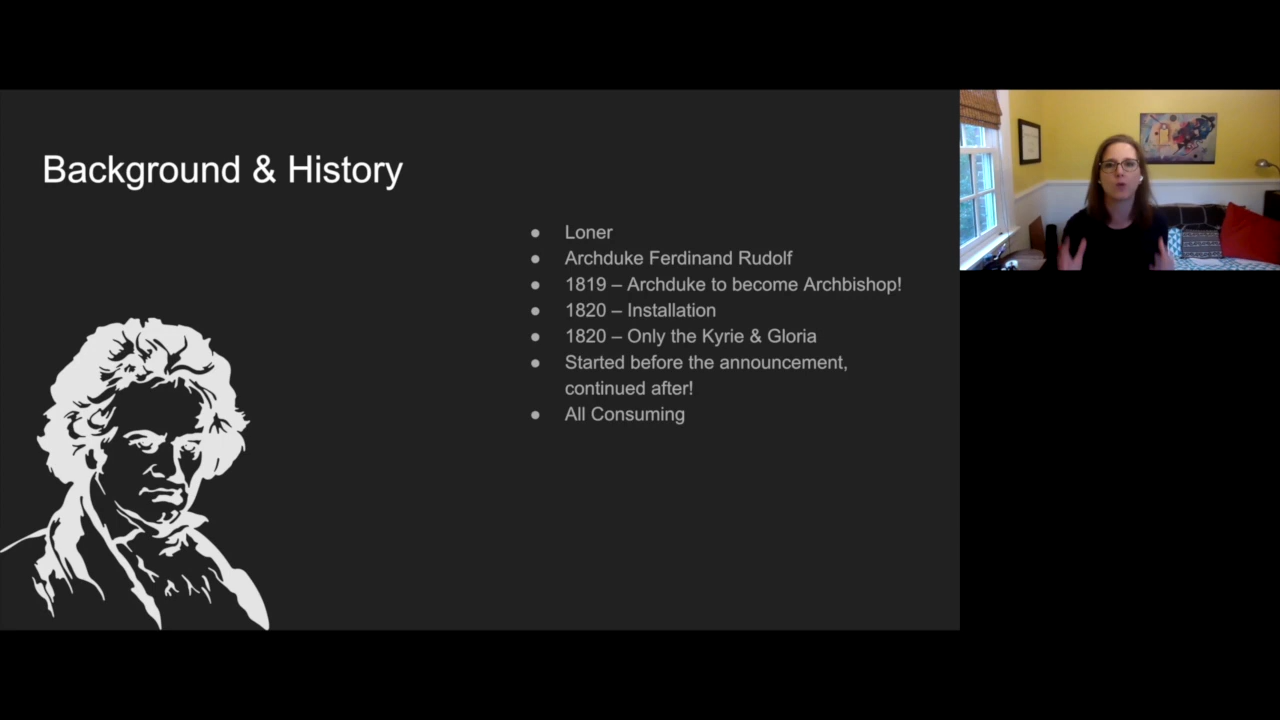 Background & History
● Loner
● Archduke Ferdinand Rudolf
● 1819 – Archduke to become Archbishop!
● 1820 – Installation
● 1820 – Only the Kyrie & Gloria
● Started before the announcement,
continued after!
● All Consuming